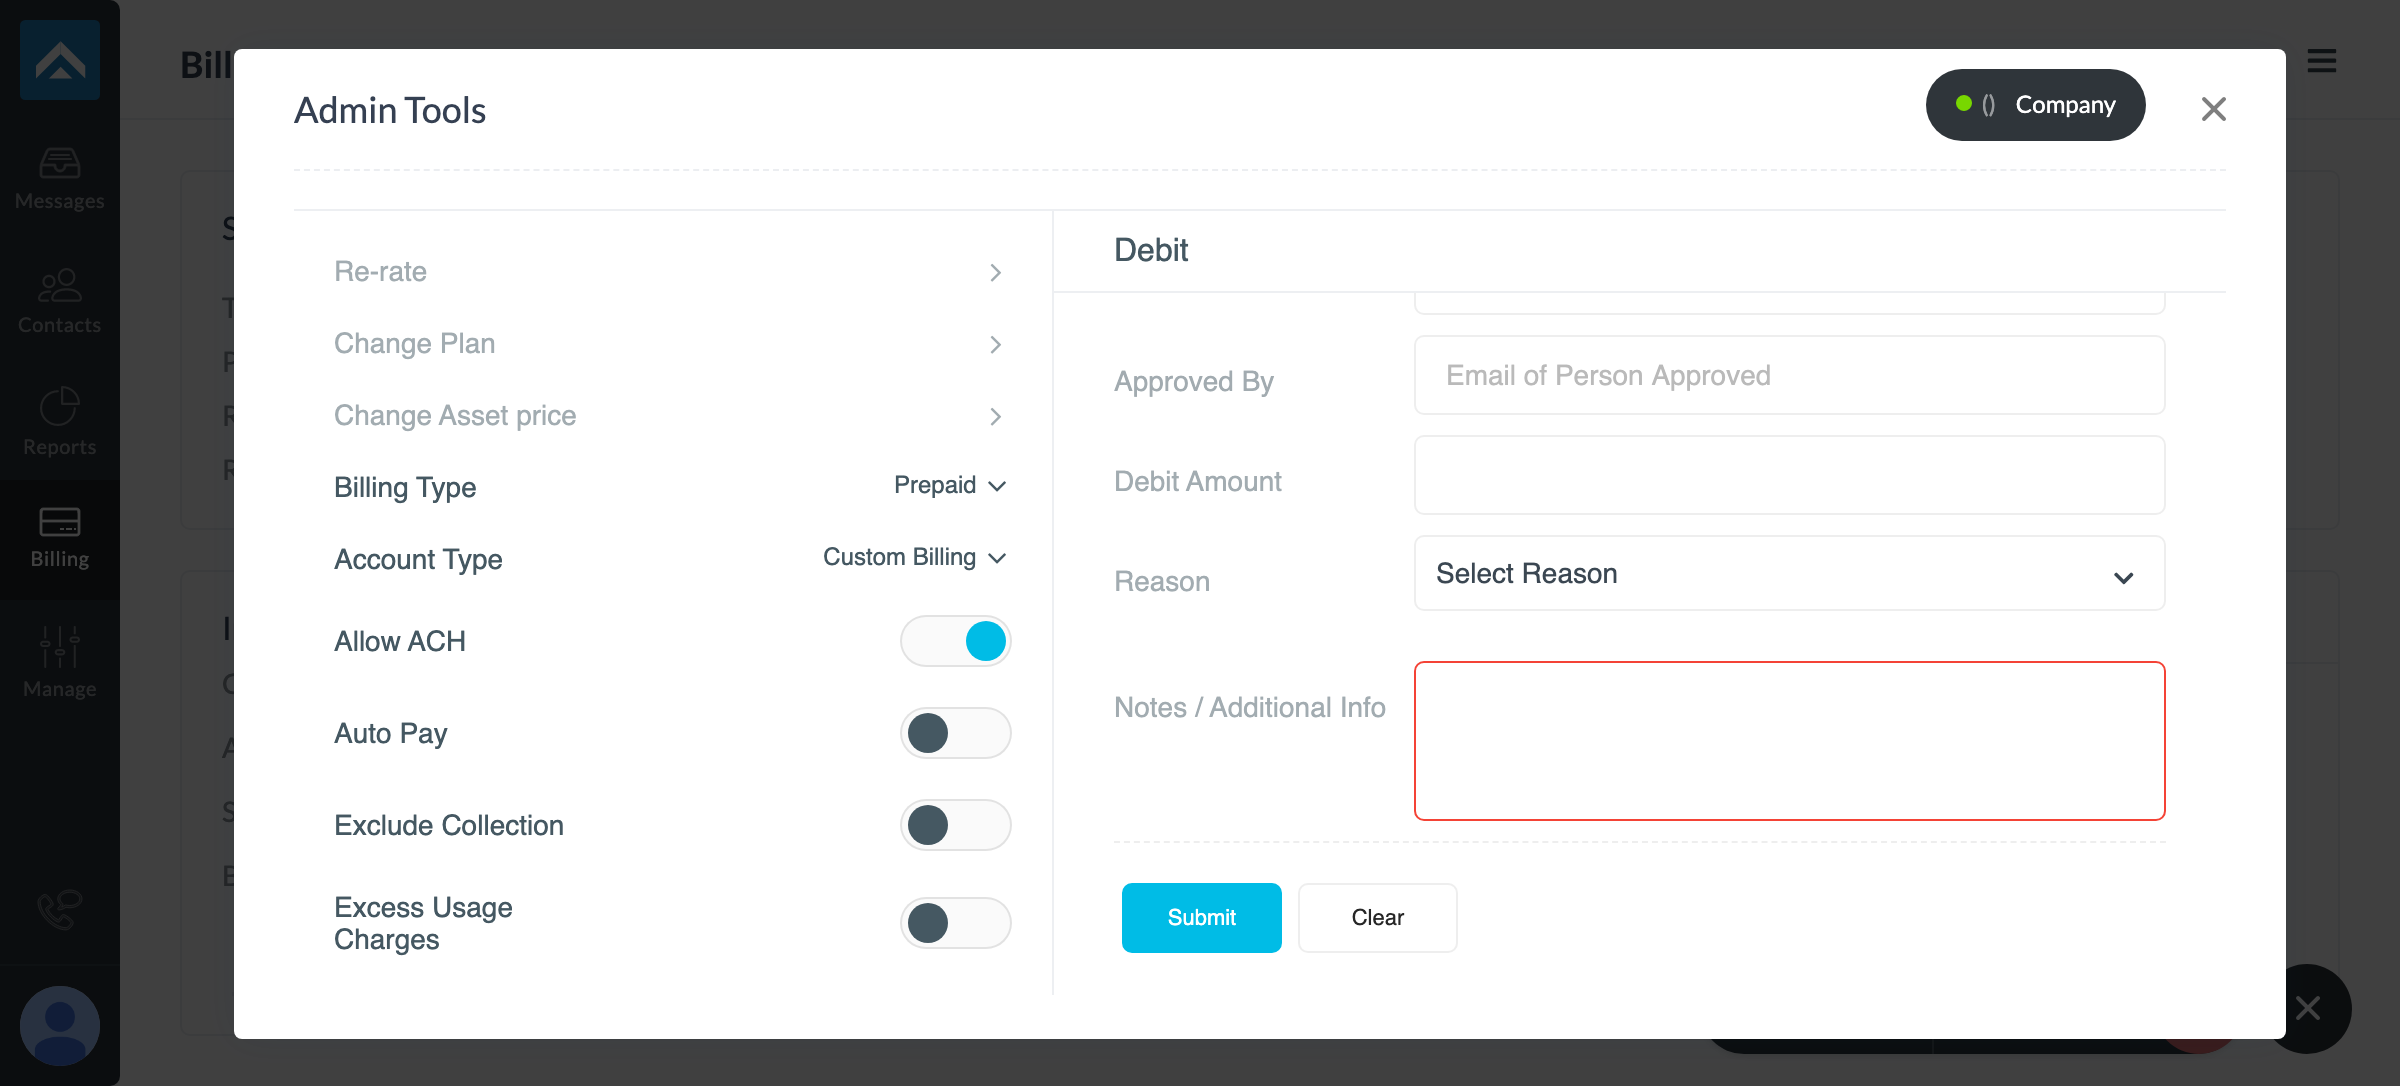 Messages
Contacts
Reports
Billing
Manage
Bill
Admin Tools
() Company
Re-rate
Change Plan
Change Asset price
Billing Type Prepaid
Account Type Custom Billing
Allow ACH
Auto Pay
Exclude Collection
Excess Usage
Charges
Debit
Approved By Email of Person Approved
Debit Amount
Reason Select Reason
Notes / Additional Info
Submit Clear